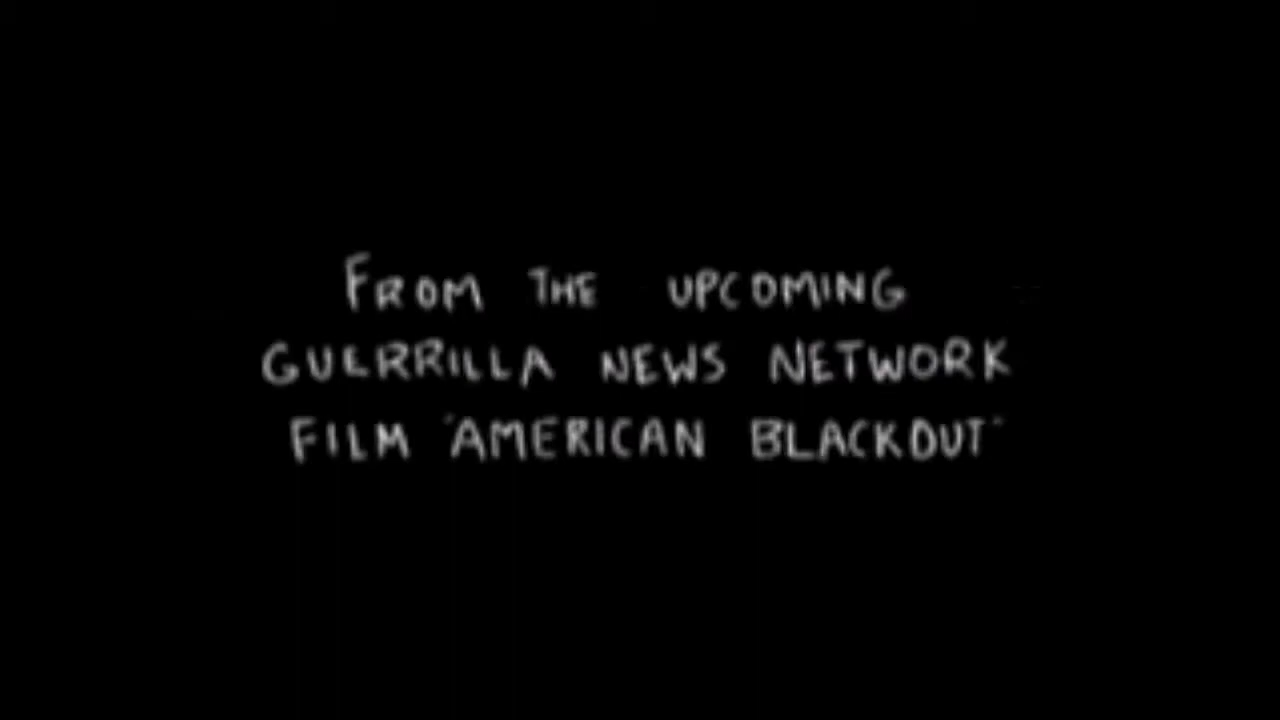 FROM THE UPCOMING
GUERRILLA NEWS NETWORK
FILM "AMERICAN BLACKOUT"